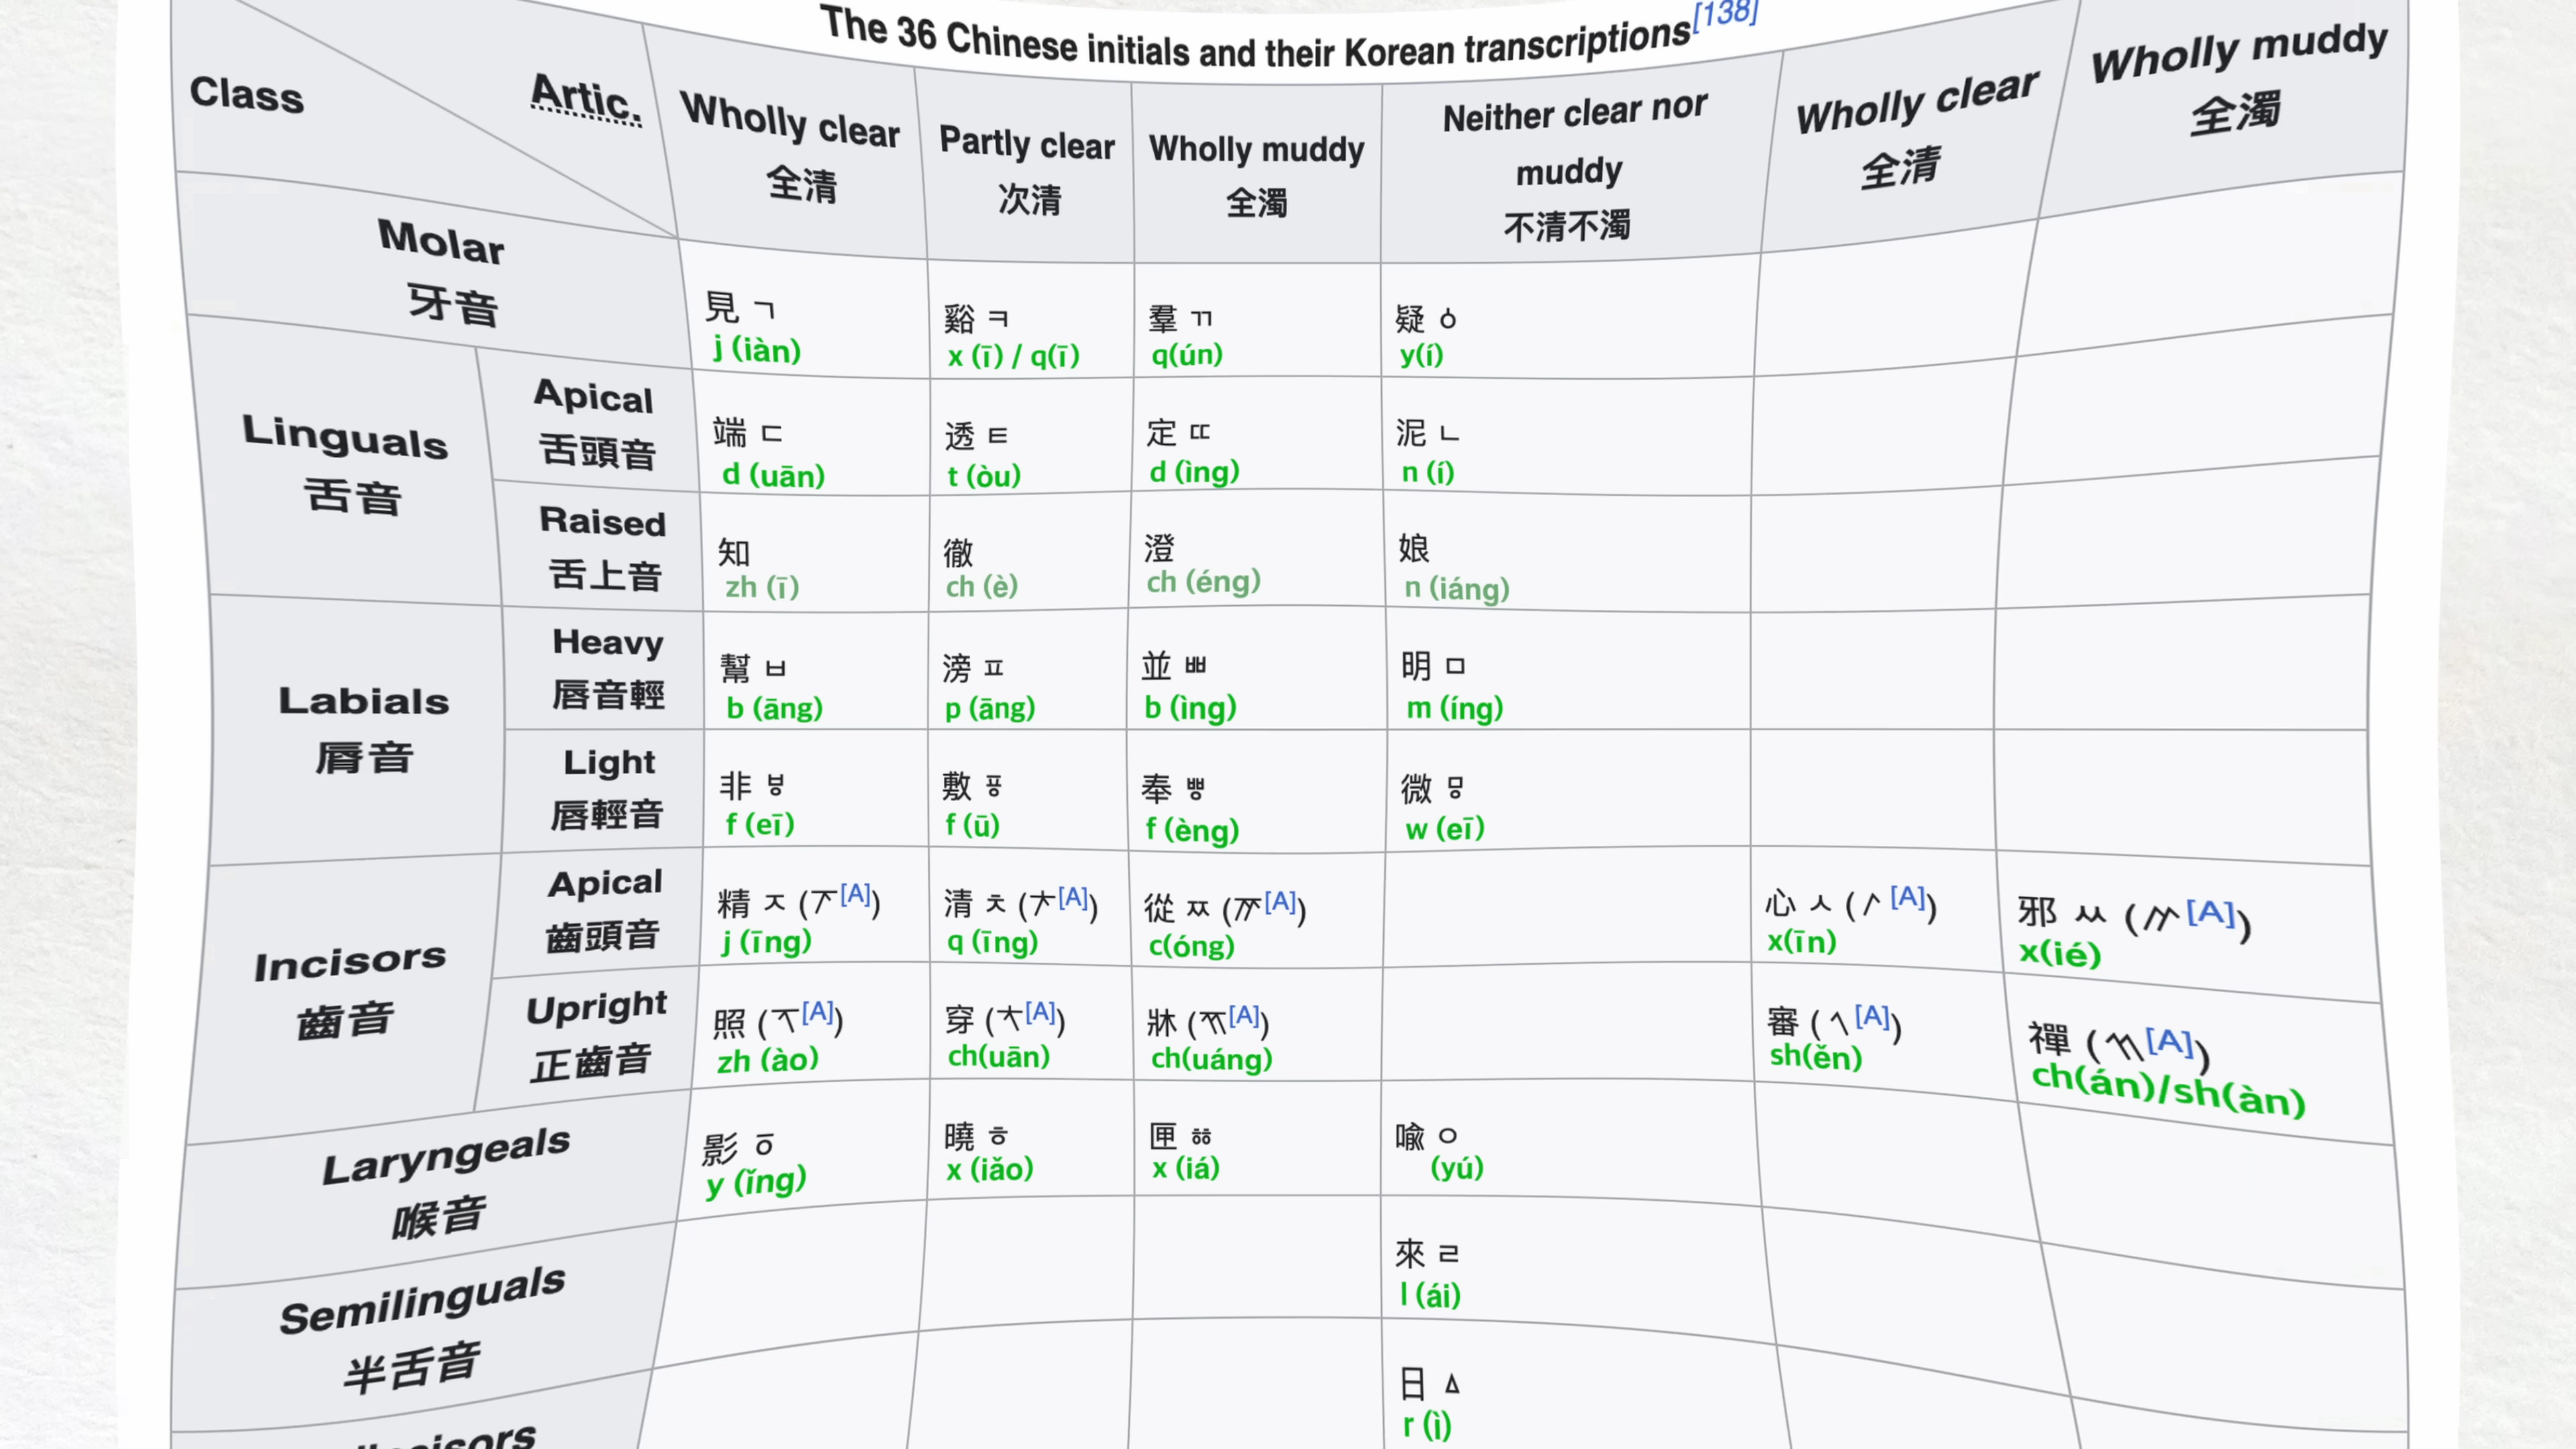 The 36 Chinese initials and their Korean transcriptions[138]
Class
Artic.
Wholly clear
全清
Partly clear
次清
Wholly muddy
全濁
Neither clear nor
muddy
不清不濁
Wholly clear
全清
Wholly muddy
全濁
Molar
牙音
見 ㄱ
j (iàn)
谿 ㅋ
x (ī) / q(ī)
羣 ㄲ
q(ún)
疑 ㆁ
y(í)
Linguals
舌音
Apical
舌頭音
端 ㄷ
d (uān)
透 ㅌ
t (òu)
定 ㄸ
d (ìng)
泥 ㄴ
n (í)
Raised
舌上音
知
zh (ī)
徹
ch (è)
澄
ch (éng)
娘
n (iáng)
Labials
脣音
Heavy
唇音輕
幫 ㅂ
b (āng)
滂 ㅍ
p (āng)
並 ㅃ
b (ìng)
明 ㅁ
m (íng)
Light
唇輕音
非 ㅸ
f (eī)
敷 ㆄ
f (ū)
奉 ㅹ
f (èng)
微 ㅱ
w (eī)
Incisors
齒音
Apical
齒頭音
精 ㅈ (ᅎ[A])
j (īng)
清 ㅊ (ᅔ[A])
q (īng)
從 ㅉ (ᅏ[A])
c(óng)
心 ㅅ (ᄼ[A])
x(īn)
邪 ㅆ (ᄽ[A])
x(ié)
Upright
正齒音
照 (ᅐ[A])
zh (ào)
穿 (ᅕ[A])
ch(uān)
牀 (ᅑ[A])
ch(uáng)
審 (ᄾ[A])
sh(ěn)
禪 (ᄿ[A])
ch(án)/sh(àn)
Laryngeals
喉音
影 ㆆ
y (ǐng)
曉 ㅎ
x (iǎo)
匣 ㆅ
x (iá)
喩 ㅇ
(yú)
Semilinguals
半舌音
來 ㄹ
l (ái)
日 ㅿ
r (ì)